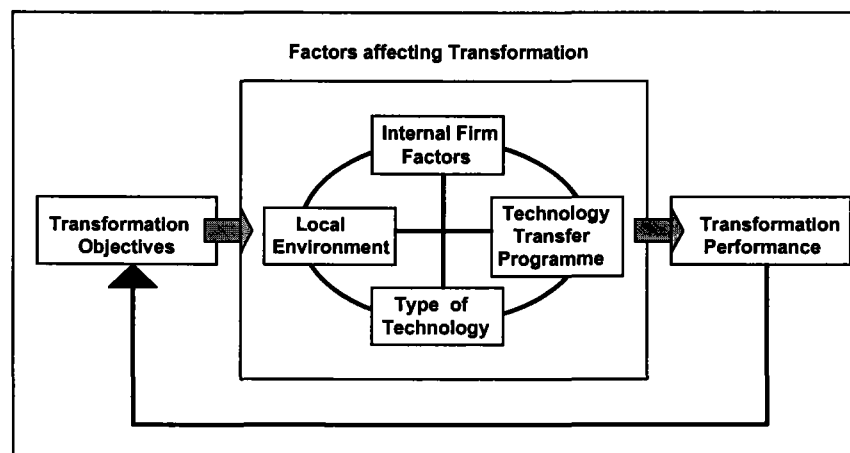 Factors affecting Transformation
Internal Firm
Factors
Transformation
Objectives
Local
Environment
Technology
Transfer
Programme
Transformation
Performance
Type of
Technology